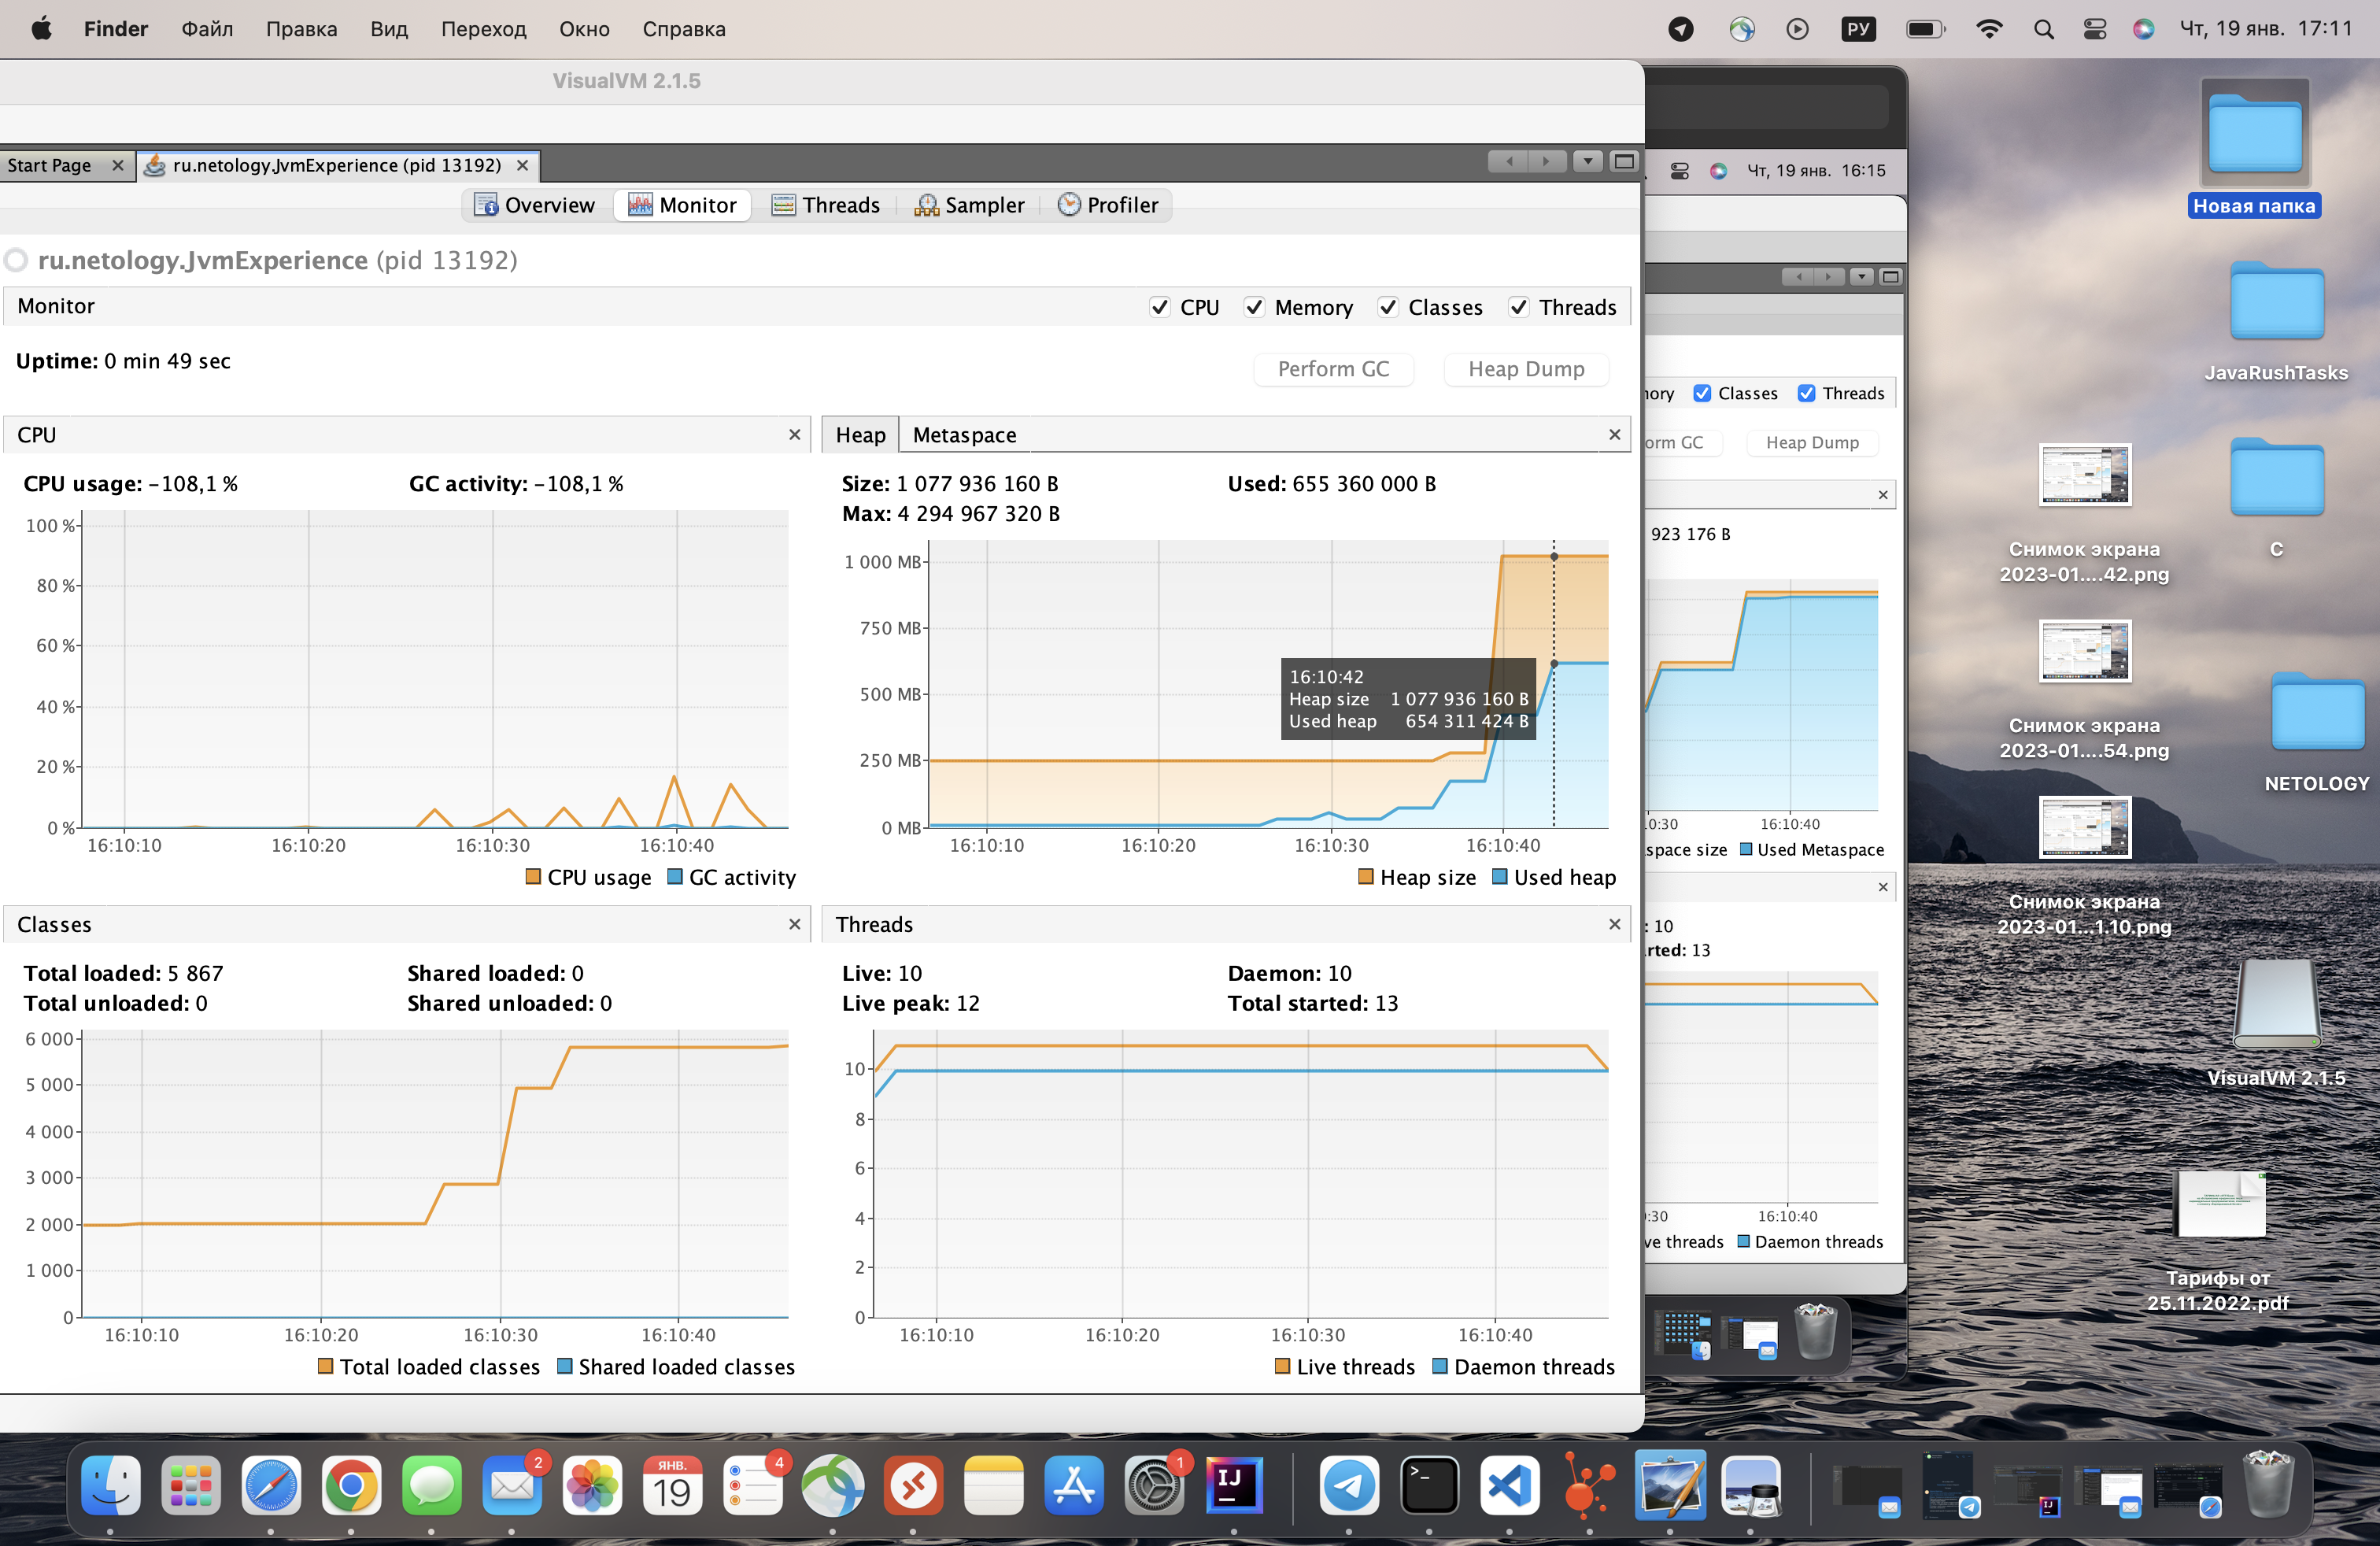 Finder Файл Правка Вид Переход Окно Справка РУ Чт, 19 янв. 17:11
VisualVM 2.1.5
Start Page ru.netology.JvmExperience (pid 13192)
Overview Monitor Threads Sampler Profiler
ru.netology.JvmExperience (pid 13192)
Monitor CPU Memory Classes Threads
Uptime: 0 min 49 sec Perform GC Heap Dump
CPU
CPU usage: −108,1 % GC activity: −108,1 %
100 %
80 %
60 %
40 %
20 %
0 %
16:10:10 16:10:20 16:10:30 16:10:40
CPU usage GC activity
Heap Metaspace
Size: 1 077 936 160 B Used: 655 360 000 B
Max: 4 294 967 320 B
1 000 MB
750 MB
500 MB
250 MB
0 MB
16:10:42
Heap size 1 077 936 160 B
Used heap 654 311 424 B
16:10:10 16:10:20 16:10:30 16:10:40
Heap size Used heap
Classes
Total loaded: 5 867 Shared loaded: 0
Total unloaded: 0 Shared unloaded: 0
6 000
5 000
4 000
3 000
2 000
1 000
0
16:10:10 16:10:20 16:10:30 16:10:40
Total loaded classes Shared loaded classes
Threads
Live: 10 Daemon: 10
Live peak: 12 Total started: 13
10
8
6
4
2
0
16:10:10 16:10:20 16:10:30 16:10:40
Live threads Daemon threads
Чт, 19 янв. 16:15
ory Classes Threads
orm GC Heap Dump
923 176 B
:30 16:10:40
space size Used Metaspace
: 10
rted: 13
:30 16:10:40
ve threads Daemon threads
Новая папка
JavaRushTasks
Снимок экрана
2023-01....42.png
C
Снимок экрана
2023-01....54.png
NETOLOGY
Снимок экрана
2023-01...1.10.png
VisualVM 2.1.5
Тарифы от
25.11.2022.pdf
2
ЯНВ.
19
4
1
IJ